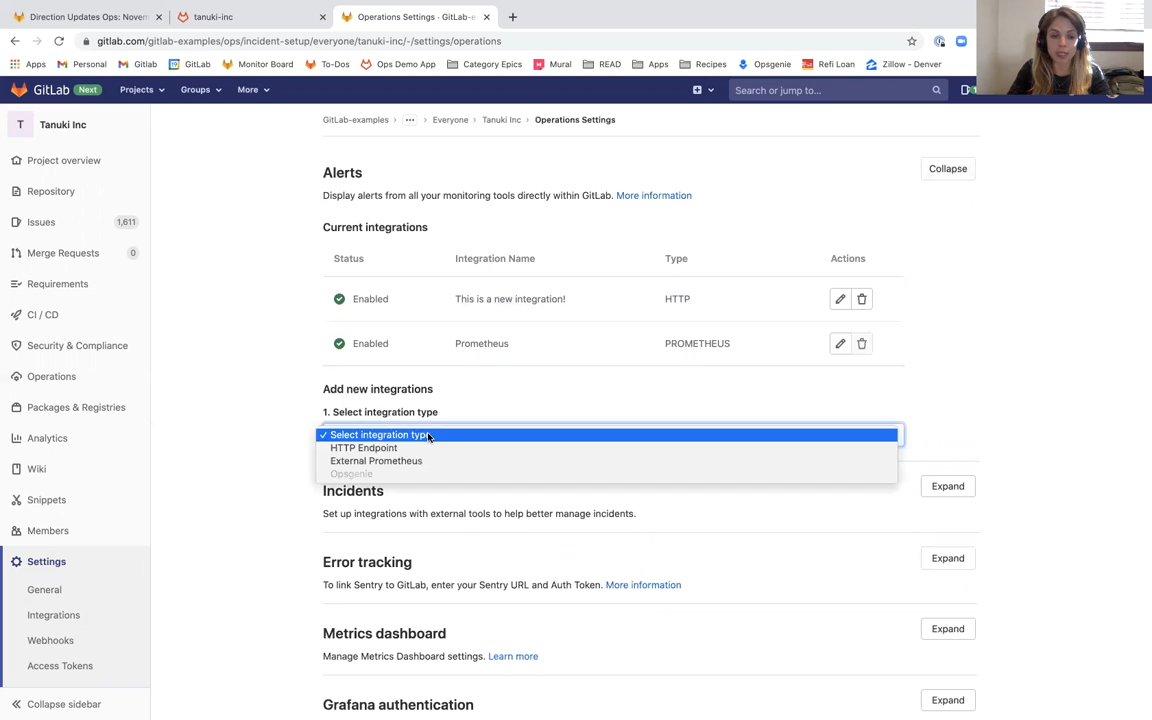 Direction Updates Ops: Novem
tanuki-inc
Operations Settings · GitLab-e
gitlab.com/gitlab-examples/ops/incident-setup/everyone/tanuki-inc/-/settings/operations
Apps Personal Gitlab GitLab Monitor Board To-Dos Ops Demo App Category Epics Mural READ Apps Recipes Opsgenie Refi Loan Zillow - Denver
GitLab Next Projects Groups More Search or jump to...
T Tanuki Inc
Project overview
Repository
Issues 1,611
Merge Requests 0
Requirements
CI / CD
Security & Compliance
Operations
Packages & Registries
Analytics
Wiki
Snippets
Members
Settings
General
Integrations
Webhooks
Access Tokens
Collapse sidebar
GitLab-examples › ... › Everyone › Tanuki Inc › Operations Settings
Alerts
Collapse
Display alerts from all your monitoring tools directly within GitLab. More information
Current integrations
Status Integration Name Type Actions
Enabled This is a new integration! HTTP
Enabled Prometheus PROMETHEUS
Add new integrations
1. Select integration type
✓ Select integration type
HTTP Endpoint
External Prometheus
Opsgenie
Incidents
Expand
Set up integrations with external tools to help better manage incidents.
Error tracking
Expand
To link Sentry to GitLab, enter your Sentry URL and Auth Token. More information
Metrics dashboard
Expand
Manage Metrics Dashboard settings. Learn more
Grafana authentication
Expand